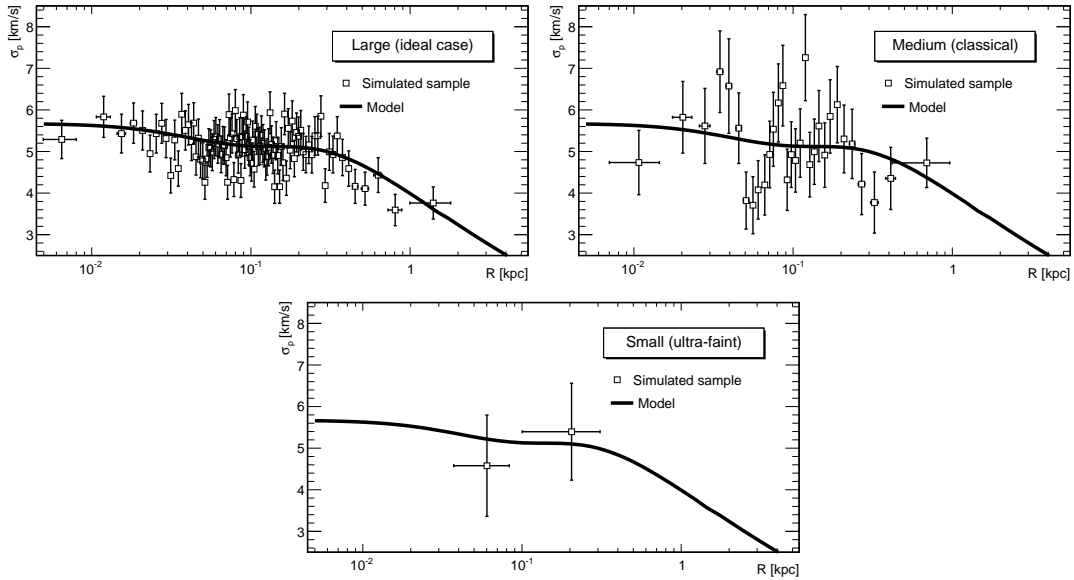 σp [km/s]
8
7
6
5
4
3
Large (ideal case)
Simulated sample
Model
10-2
10-1
1
R [kpc]
σp [km/s]
8
7
6
5
4
3
Medium (classical)
Simulated sample
Model
10-2
10-1
1
R [kpc]
σp [km/s]
8
7
6
5
4
3
Small (ultra-faint)
Simulated sample
Model
10-2
10-1
1
R [kpc]